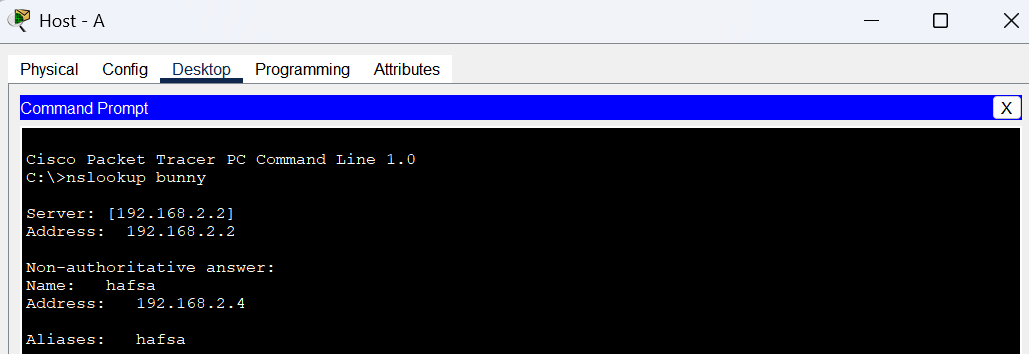 Host - A
Physical Config Desktop Programming Attributes
Command Prompt X
Cisco Packet Tracer PC Command Line 1.0
C:\>nslookup bunny
Server: [192.168.2.2]
Address:  192.168.2.2
Non-authoritative answer:
Name:   hafsa
Address:   192.168.2.4
Aliases:   hafsa